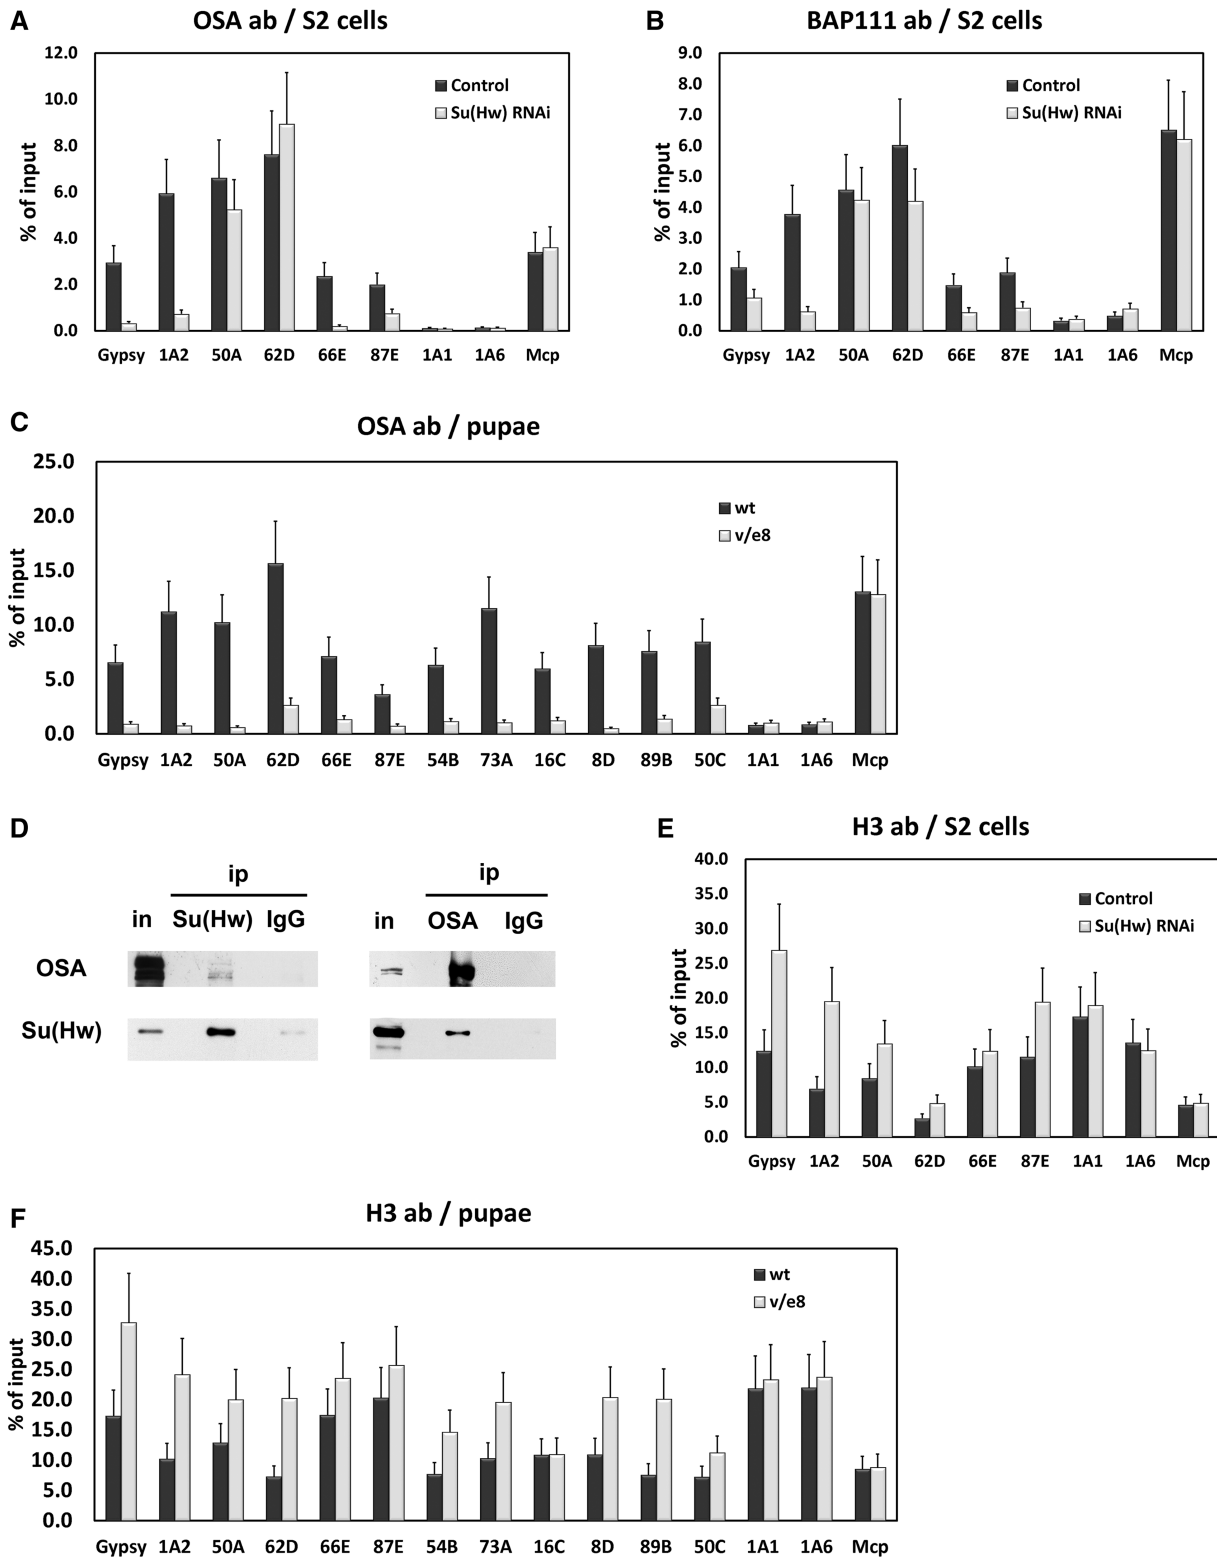 A
OSA ab / S2 cells
12.0
10.0
8.0
6.0
4.0
2.0
0.0
% of input
Control
Su(Hw) RNAi
Gypsy 1A2 50A 62D 66E 87E 1A1 1A6 Mcp
B
BAP111 ab / S2 cells
9.0
8.0
7.0
6.0
5.0
4.0
3.0
2.0
1.0
0.0
% of input
Control
Su(Hw) RNAi
Gypsy 1A2 50A 62D 66E 87E 1A1 1A6 Mcp
C
OSA ab / pupae
25.0
20.0
15.0
10.0
5.0
0.0
% of input
wt
v/e8
Gypsy 1A2 50A 62D 66E 87E 54B 73A 16C 8D 89B 50C 1A1 1A6 Mcp
D
ip
in Su(Hw) IgG
ip
in OSA IgG
OSA
Su(Hw)
E
H3 ab / S2 cells
40.0
35.0
30.0
25.0
20.0
15.0
10.0
5.0
0.0
% of input
Control
Su(Hw) RNAi
Gypsy 1A2 50A 62D 66E 87E 1A1 1A6 Mcp
F
H3 ab / pupae
45.0
40.0
35.0
30.0
25.0
20.0
15.0
10.0
5.0
0.0
% of input
wt
v/e8
Gypsy 1A2 50A 62D 66E 87E 54B 73A 16C 8D 89B 50C 1A1 1A6 Mcp